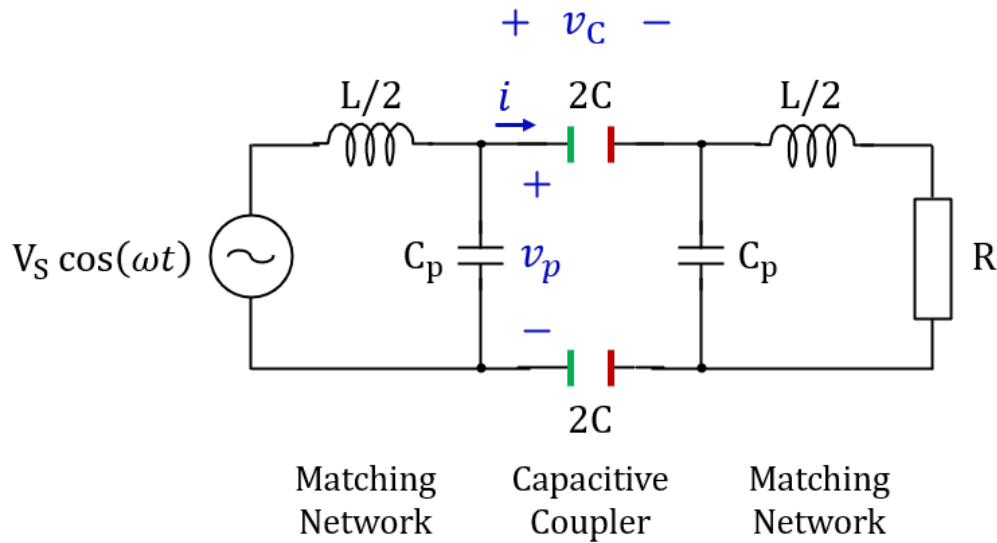 + v_C −
L/2 i 2C L/2
+
V_S cos(ωt) C_p v_p C_p R
−
2C
Matching Capacitive Matching
Network Coupler Network